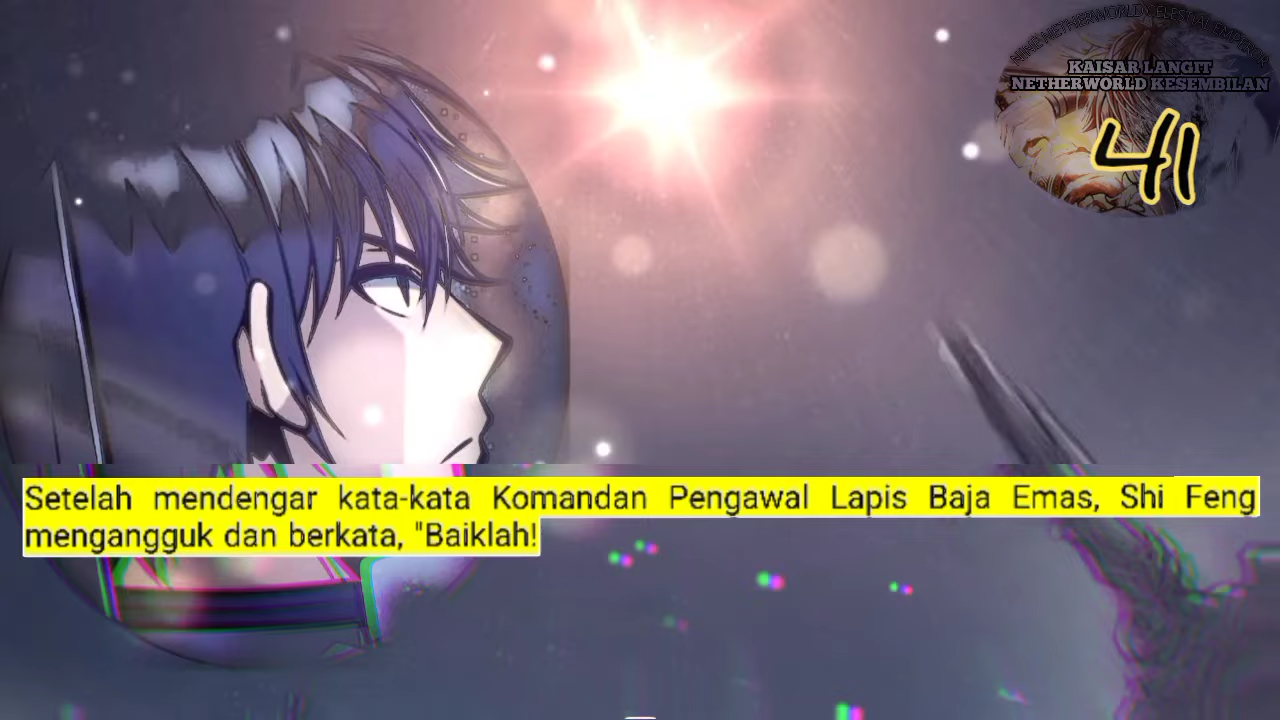 KAISAR LANGIT
NETHERWORLD KESEMBILAN
41
Setelah mendengar kata-kata Komandan Pengawal Lapis Baja Emas, Shi Feng
mengangguk dan berkata, "Baiklah!